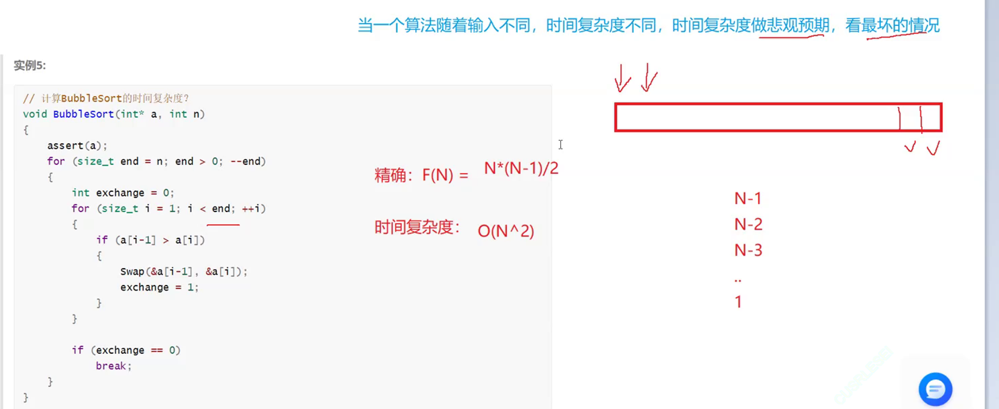 当一个算法随着输入不同，时间复杂度不同，时间复杂度做悲观预期，看最坏的情况
实例5:
// 计算BubbleSort的时间复杂度？
void BubbleSort(int* a, int n)
{
    assert(a);
    for (size_t end = n; end > 0; --end)
    {
        int exchange = 0;
        for (size_t i = 1; i < end; ++i)
        {
            if (a[i-1] > a[i])
            {
                Swap(&a[i-1], &a[i]);
                exchange = 1;
            }
        }
        if (exchange == 0)
            break;
    }
}
精确：F(N) = N*(N-1)/2
时间复杂度： O(N^2)
N-1
N-2
N-3
..
1